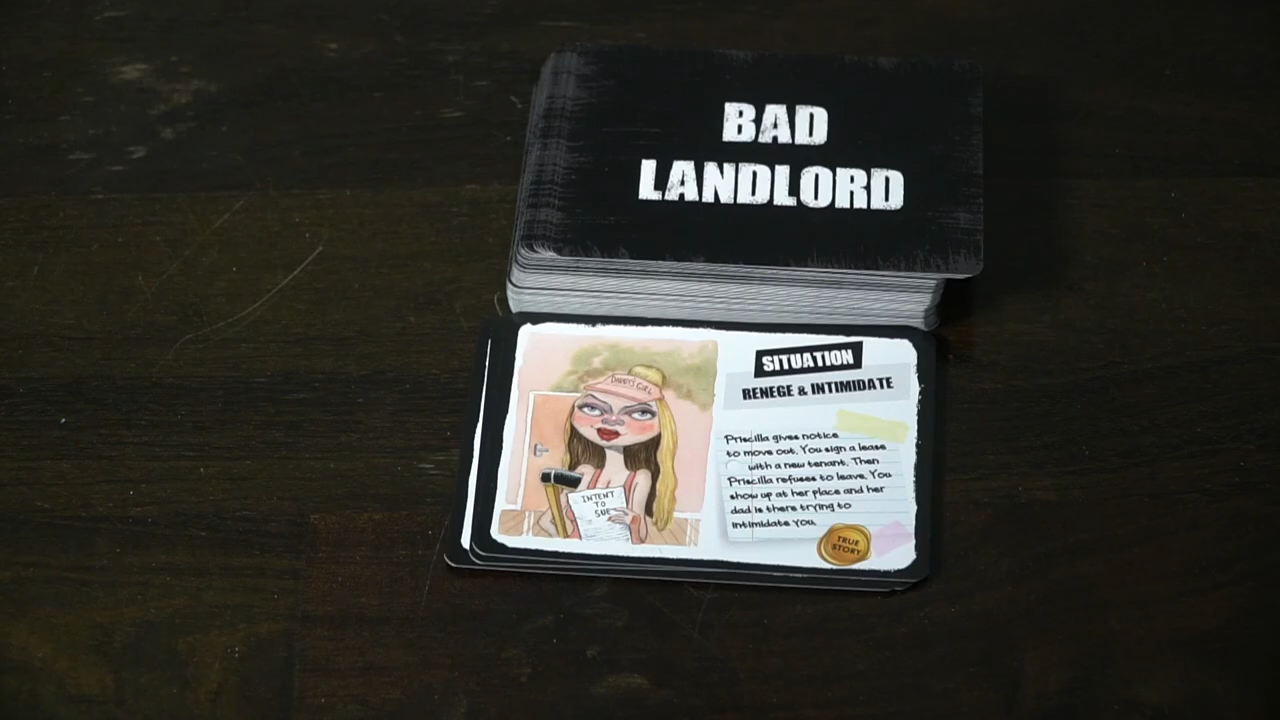 BAD
LANDLORD
SITUATION
RENEGE & INTIMIDATE
DADDY'S GIRL
INTENT
TO
SUE
Priscilla gives notice
to move out. You sign a lease
with a new tenant. Then
Priscilla refuses to leave. You
show up at her place and her
dad is there trying to
intimidate you.
TRUE
STORY